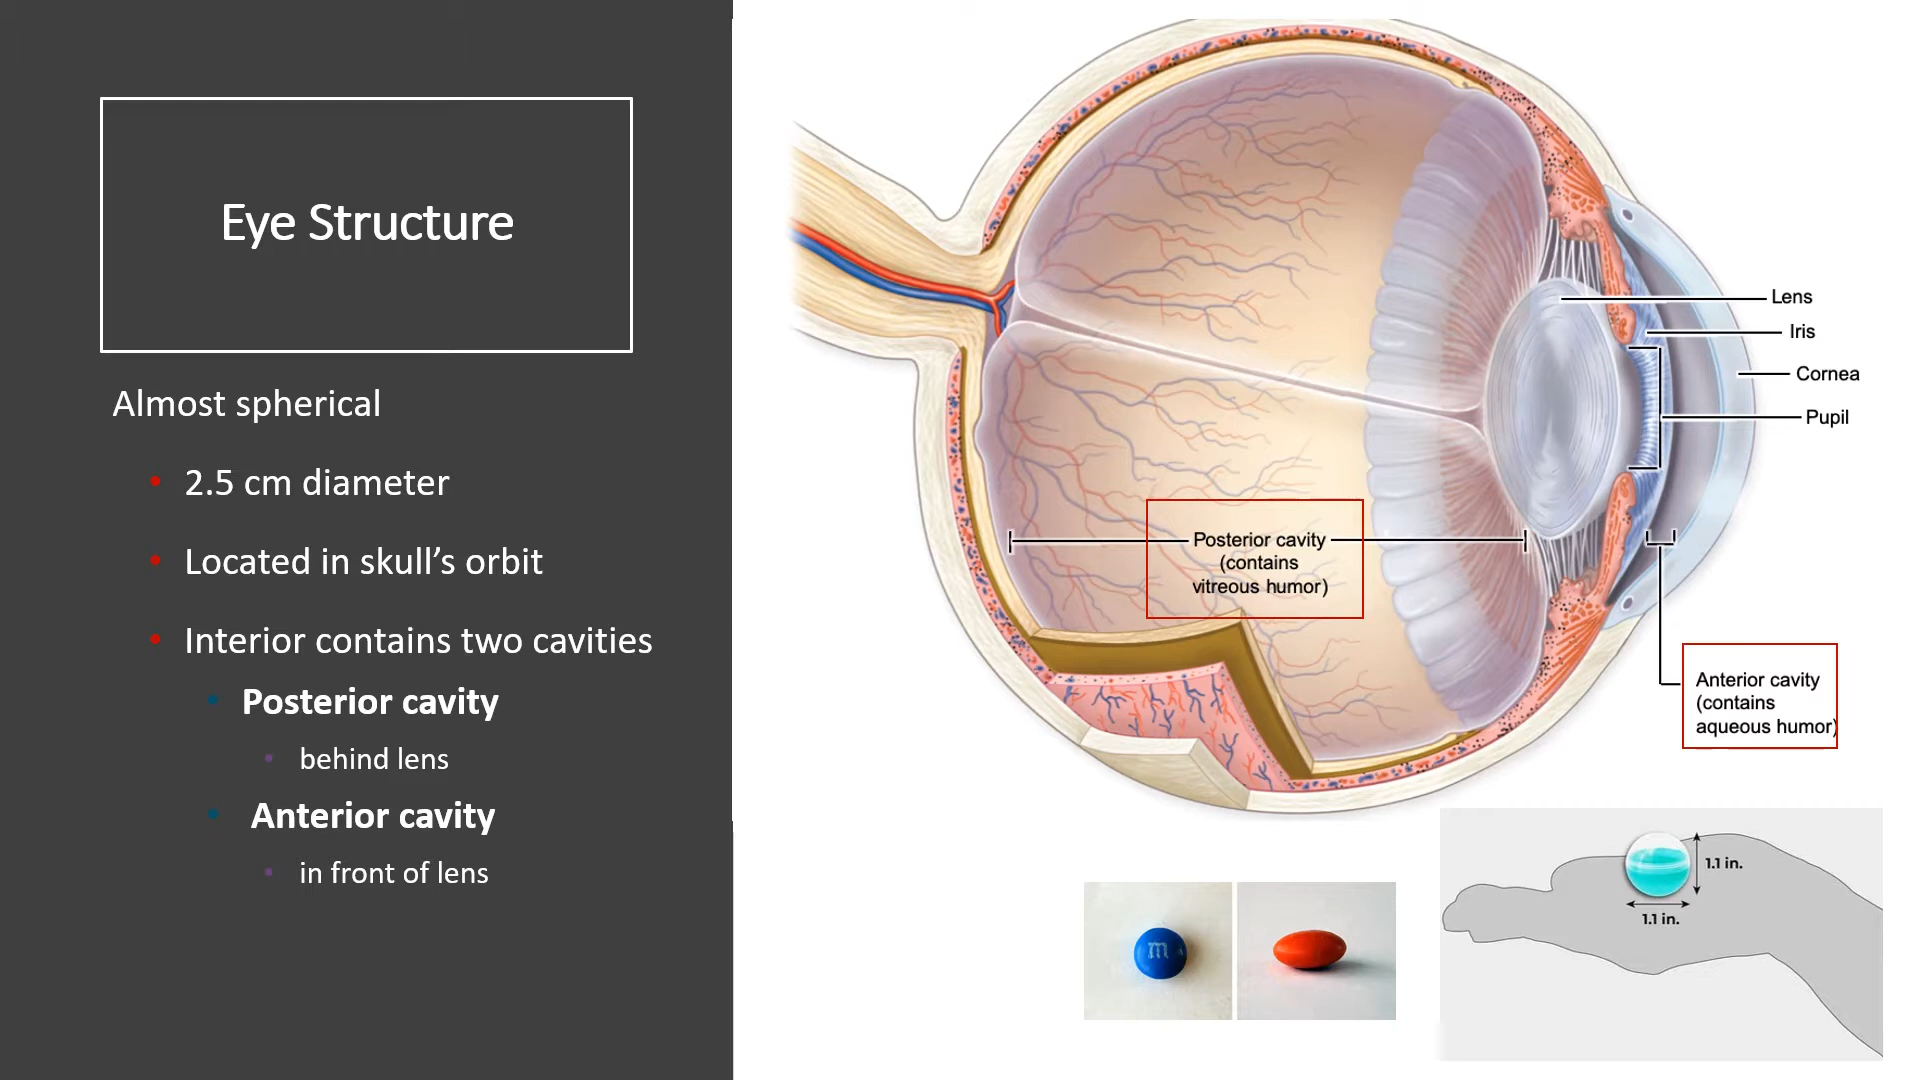 Eye Structure
Almost spherical
• 2.5 cm diameter
• Located in skull’s orbit
• Interior contains two cavities
• Posterior cavity
• behind lens
• Anterior cavity
• in front of lens
Lens
Iris
Cornea
Pupil
Posterior cavity
(contains
vitreous humor)
Anterior cavity
(contains
aqueous humor)
m
1.1 in.
1.1 in.